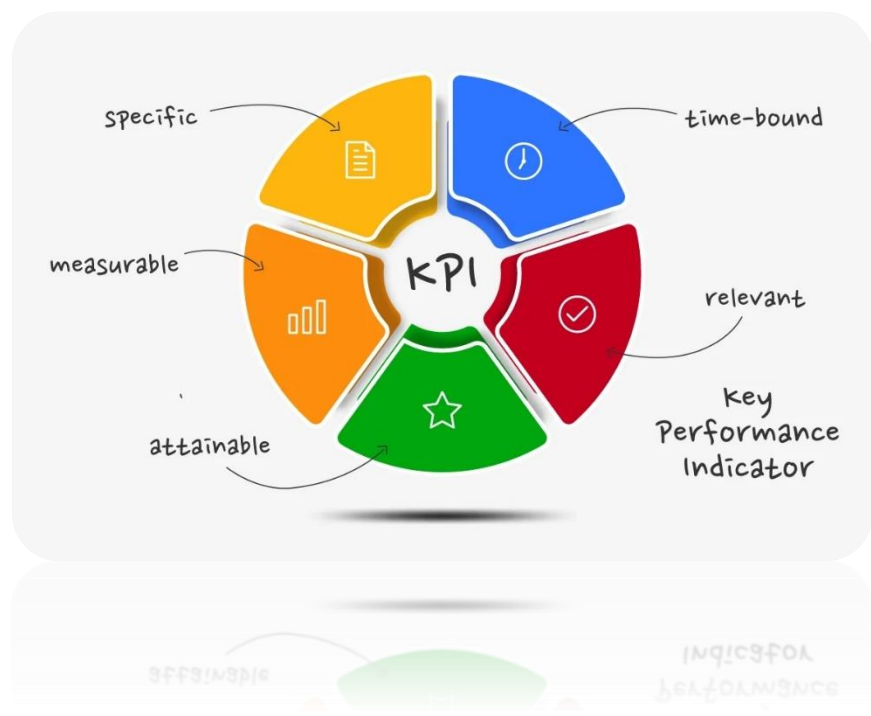 specific
time-bound
measurable
KPI
relevant
attainable
Key
Performance
Indicator